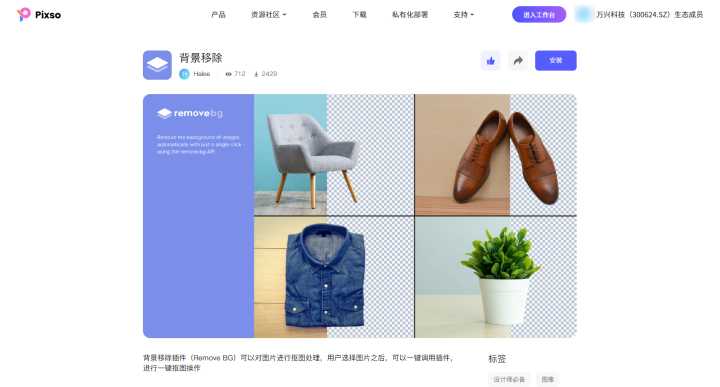 Pixso
产品 资源社区 会员 下载 私有化部署 支持 进入工作台 万兴科技（300624.SZ）生态成员
背景移除
Halee 712 2429
安装
removebg
Remove the background of images
automatically with just a single click -
using the remove.bg API
背景移除插件（Remove BG）可以对图片进行抠图处理，用户选择图片之后，可以一键调用插件，
进行一键抠图操作
标签
设计师必备 图像